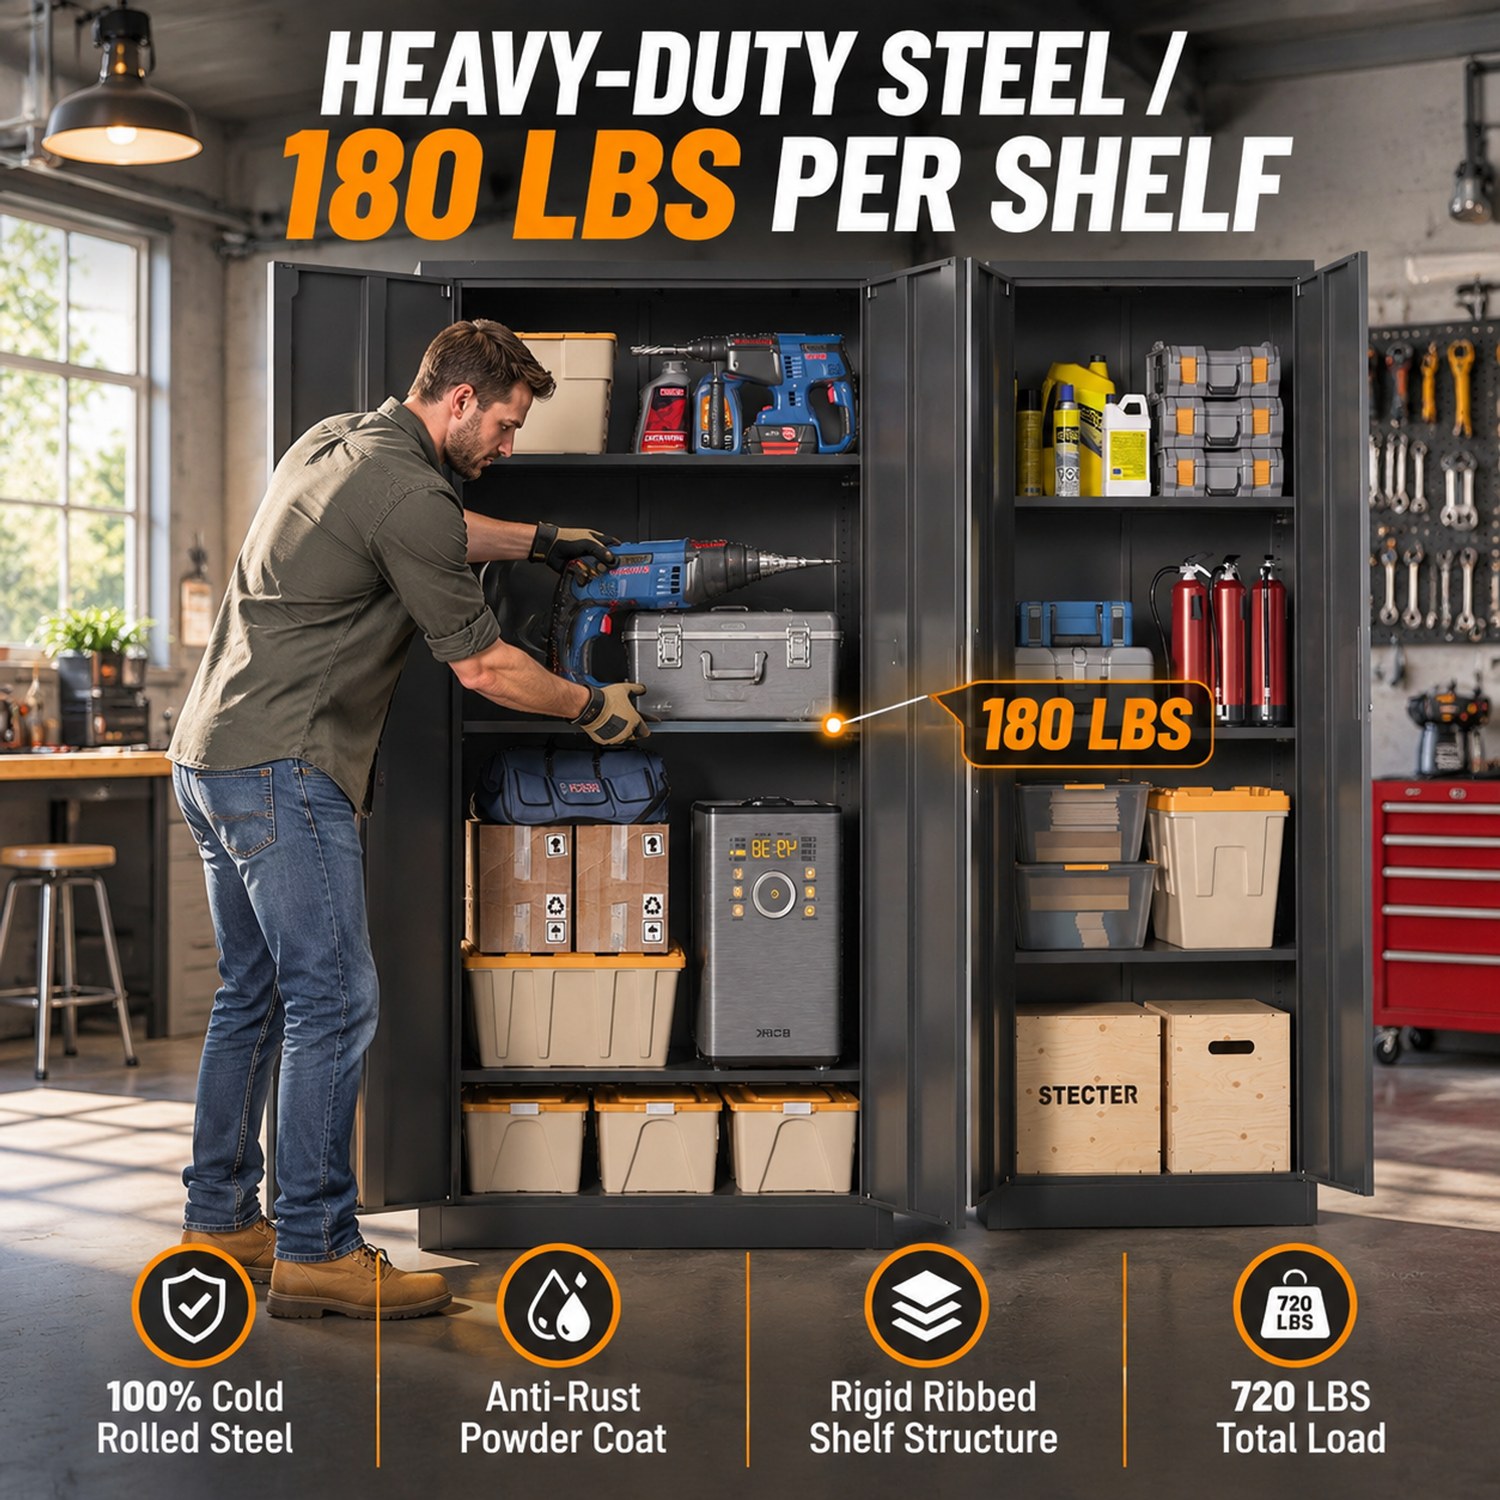 HEAVY-DUTY STEEL /
180 LBS PER SHELF
180 LBS
STECTER
720
LBS
100% Cold
Rolled Steel
Anti-Rust
Powder Coat
Rigid Ribbed
Shelf Structure
720 LBS
Total Load